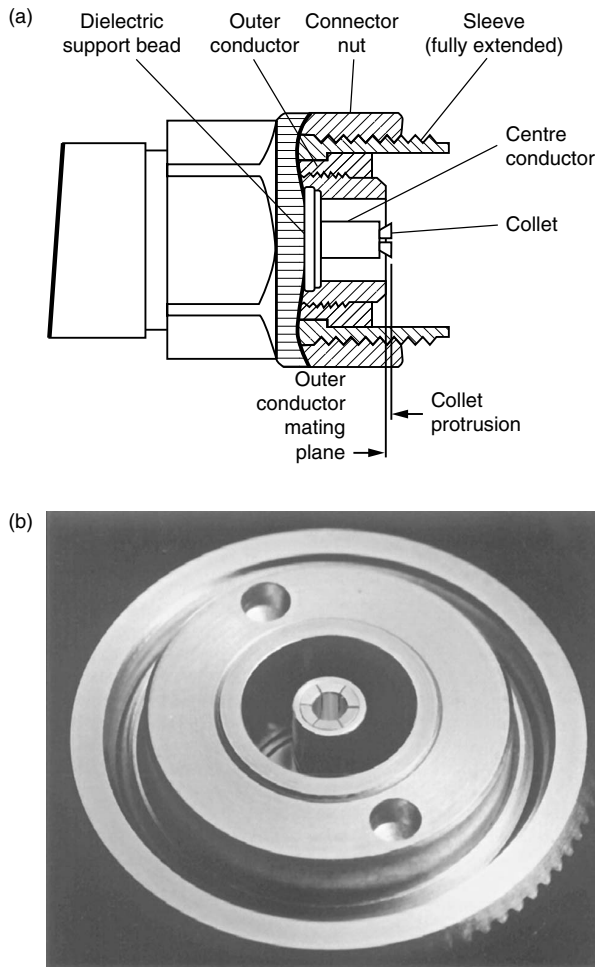 (a)
Dielectric
support bead
Outer
conductor
Connector
nut
Sleeve
(fully extended)
Centre
conductor
Collet
Outer
conductor
mating
plane
Collet
protrusion
(b)